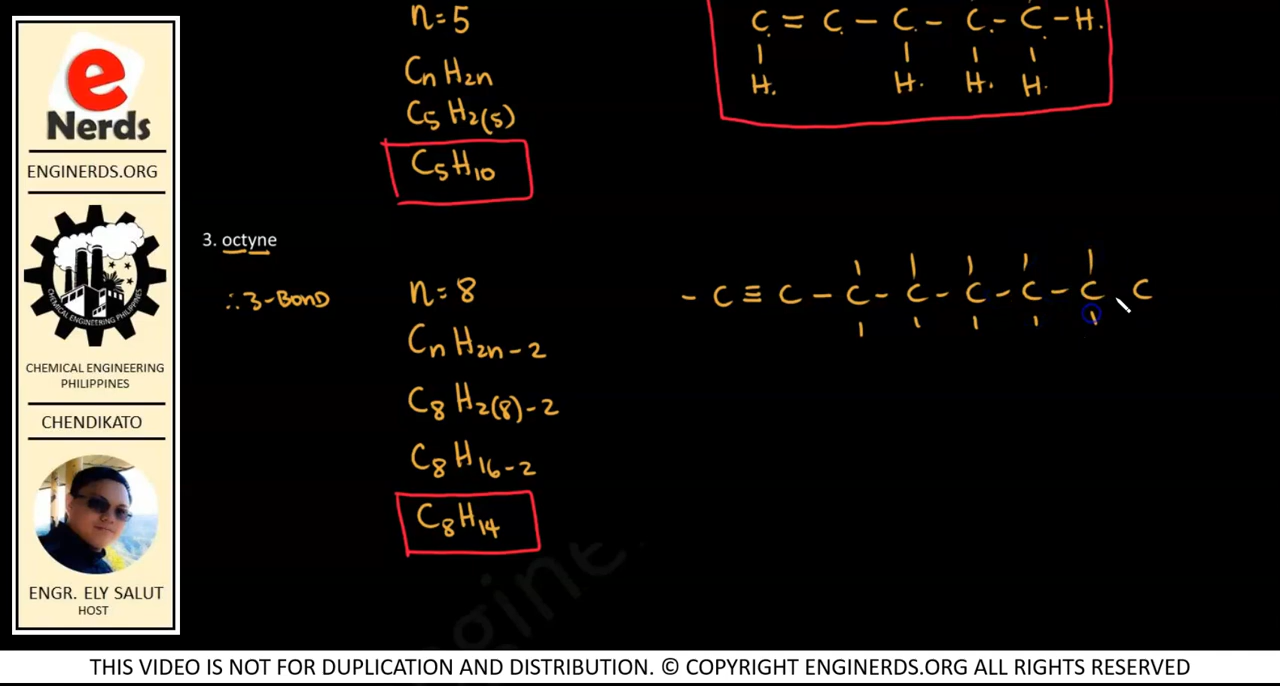 e
Nerds
ENGINERDS.ORG
CHEMICAL ENGINEERING PHILIPPINES
CHEMICAL ENGINEERING
PHILIPPINES
CHENDIKATO
ENGR. ELY SALUT
HOST
n=5
CnH2n
C5H2(5)
C5H10
C = C - C - C - C - H.
H. H. H. H.
3. octyne
∴3-BOND
n=8
CnH2n-2
C8H2(8)-2
C8H16-2
C8H14
- C ≡ C - C - C - C - C - C C
engine
THIS VIDEO IS NOT FOR DUPLICATION AND DISTRIBUTION. © COPYRIGHT ENGINERDS.ORG ALL RIGHTS RESERVED